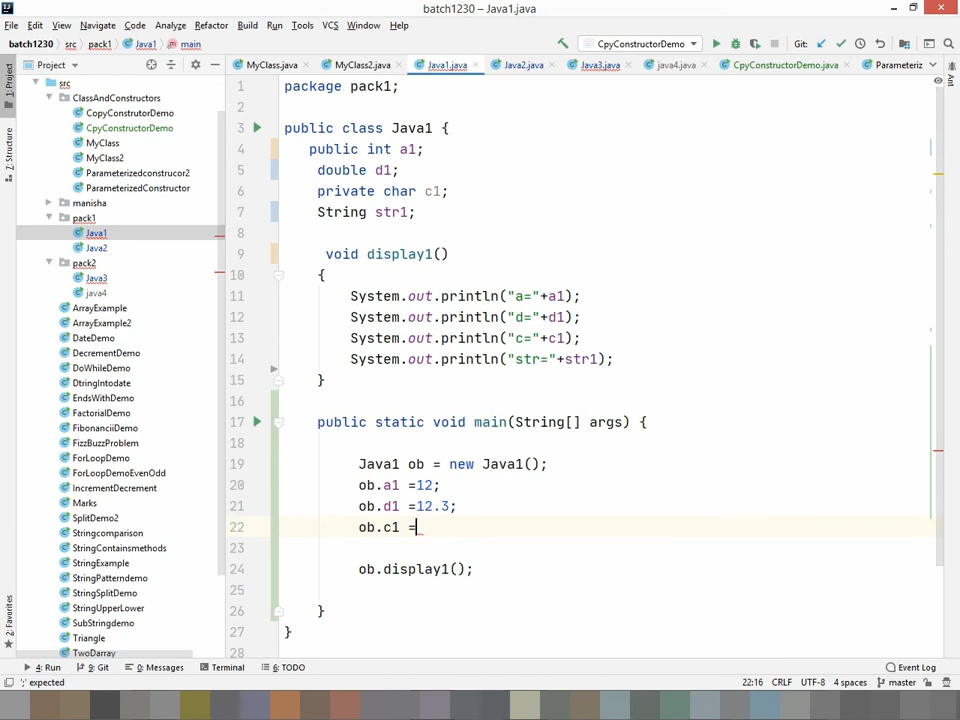 batch1230 – Java1.java
File Edit View Navigate Code Analyze Refactor Build Run Tools VCS Window Help
batch1230 src pack1 Java1 main CpyConstructorDemo Git:
Project MyClass.java MyClass2.java Java1.java Java2.java Java3.java java4.java CpyConstructorDemo.java Parameteriz
1: Project
7: Structure
2: Favorites
Ant
src
ClassAndConstructors
CopyConstrutorDemo
CpyConstructorDemo
MyClass
MyClass2
Parameterizedconstrucor2
ParameterizedConstructor
manisha
pack1
Java1
Java2
pack2
Java3
java4
ArrayExample
ArrayExample2
DateDemo
DecrementDemo
DoWhileDemo
DtringIntodate
EndsWithDemo
FactorialDemo
FibonanciiDemo
FizzBuzzProblem
ForLoopDemo
ForLoopDemoEvenOdd
IncrementDecrement
Marks
SplitDemo2
Stringcomparison
StringContainsmethods
StringExample
StringPatterndemo
StringSplitDemo
StringUpperLower
SubStringdemo
Triangle
TwoDarray
1 package pack1;
2
3 public class Java1 {
4 public int a1;
5 double d1;
6 private char c1;
7 String str1;
8
9 void display1()
10 {
11 System.out.println("a="+a1);
12 System.out.println("d="+d1);
13 System.out.println("c="+c1);
14 System.out.println("str="+str1);
15 }
16
17 public static void main(String[] args) {
18
19 Java1 ob = new Java1();
20 ob.a1 =12;
21 ob.d1 =12.3;
22 ob.c1 =
23
24 ob.display1();
25
26 }
27 }
28
4: Run 9: Git 0: Messages Terminal 6: TODO Event Log
';' expected 22:16 CRLF UTF-8 4 spaces master